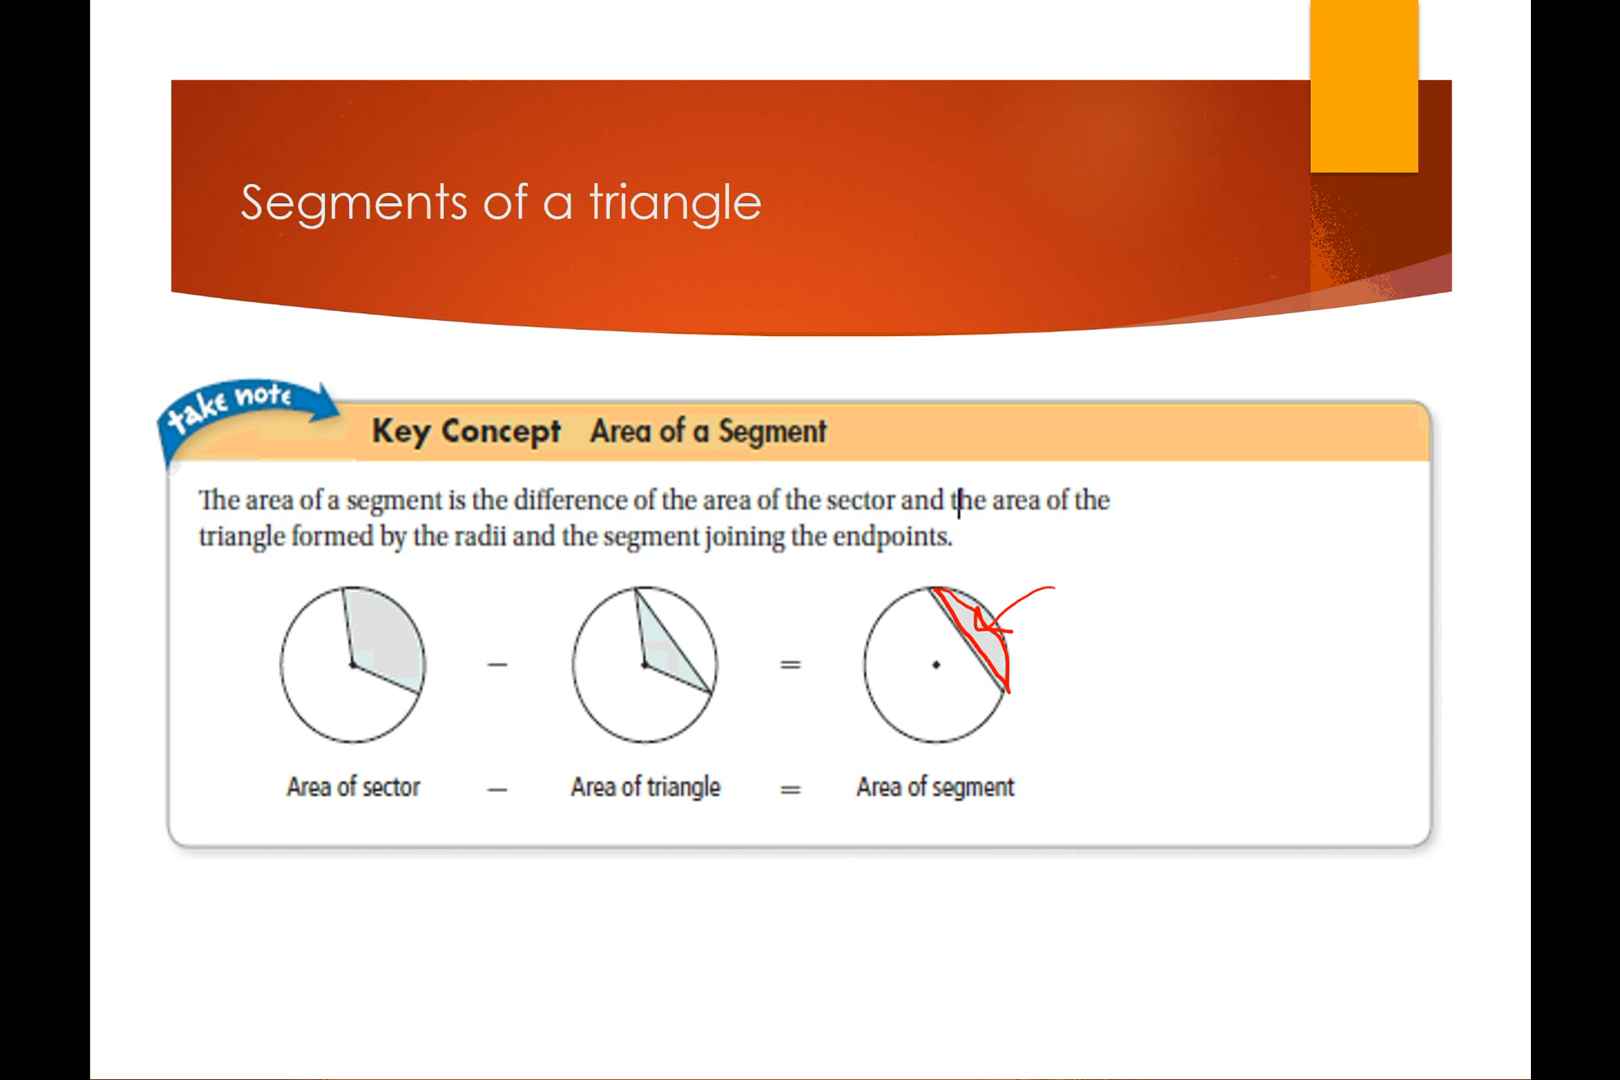 Segments of a triangle
take note
Key Concept Area of a Segment
The area of a segment is the difference of the area of the sector and the area of the
triangle formed by the radii and the segment joining the endpoints.
− =
Area of sector − Area of triangle = Area of segment